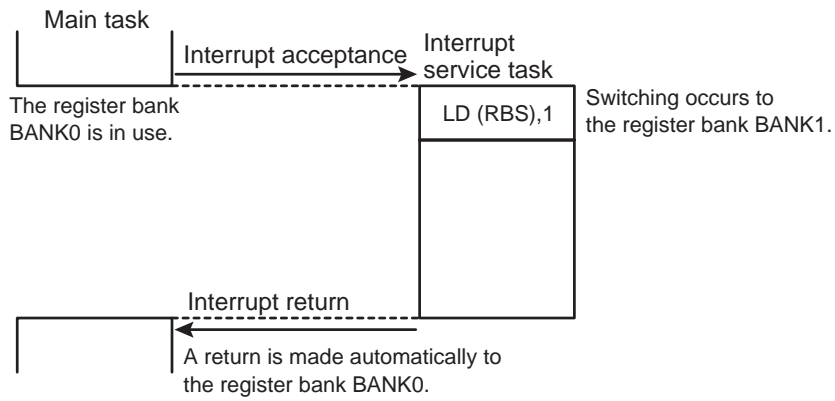 Main task
Interrupt acceptance
Interrupt
service task
The register bank
BANK0 is in use.
LD (RBS),1
Switching occurs to
the register bank BANK1.
Interrupt return
A return is made automatically to
the register bank BANK0.